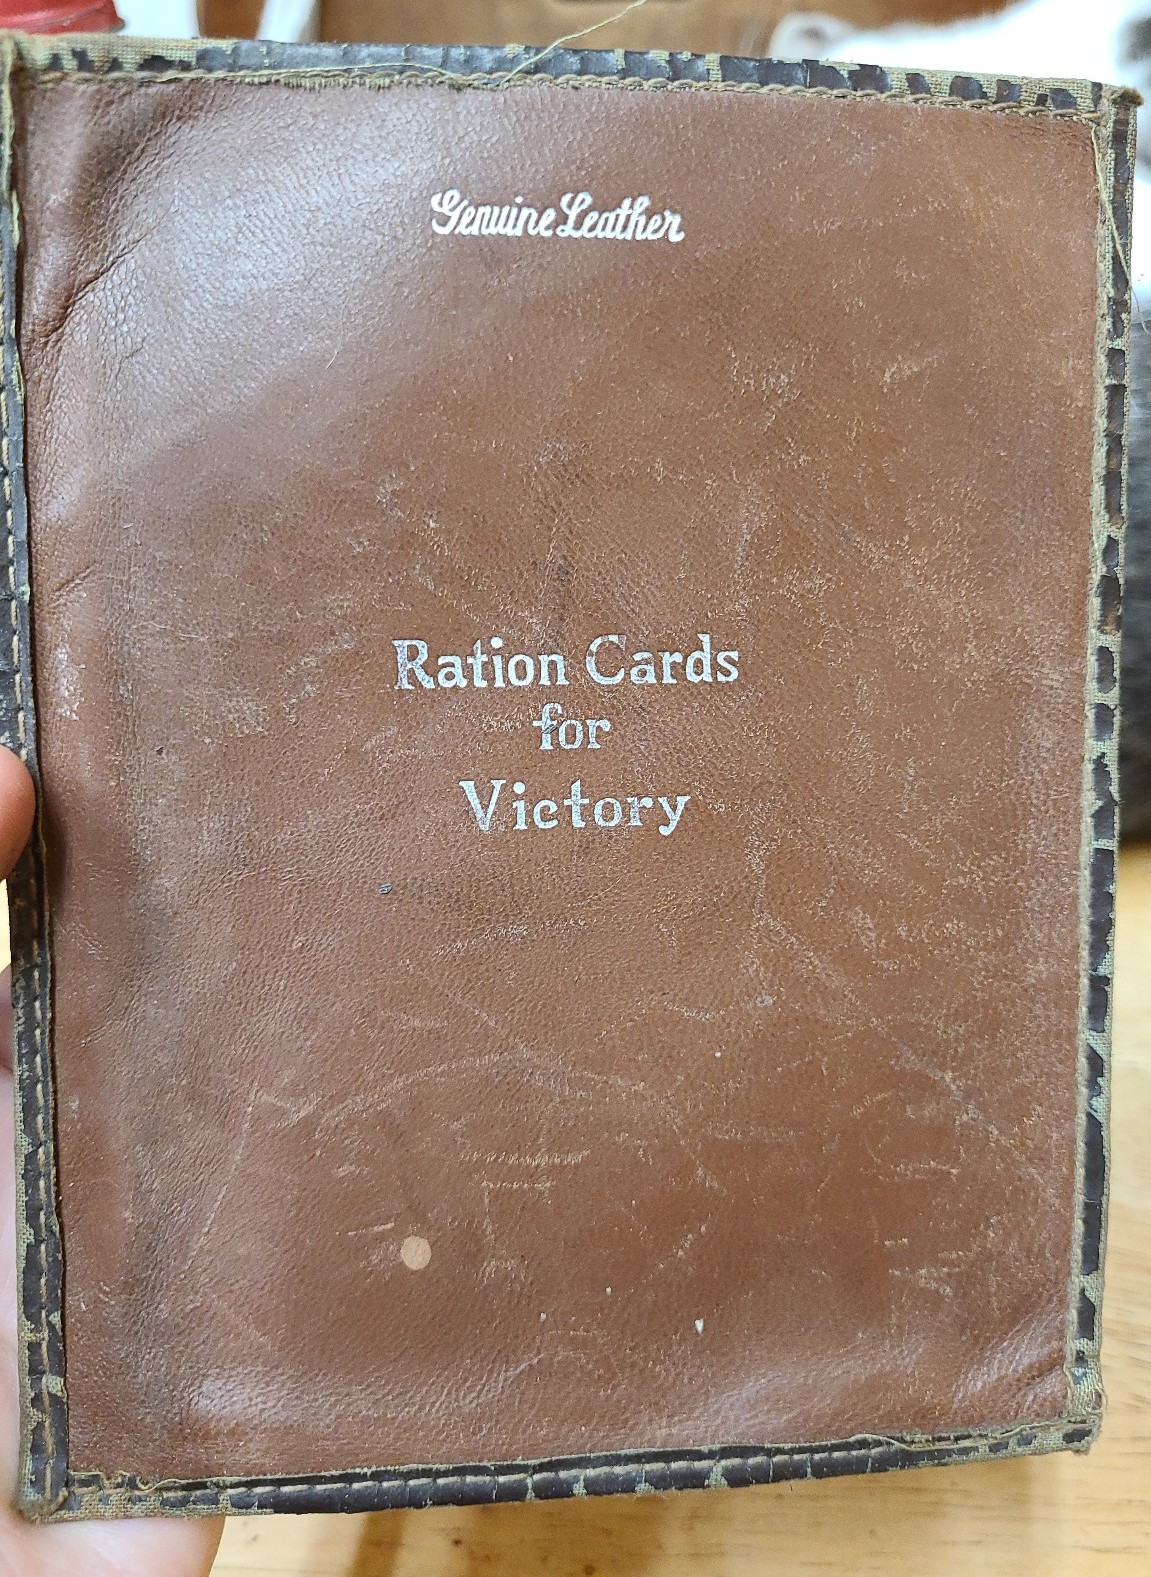 Genuine Leather
Ration Cards
for
Victory